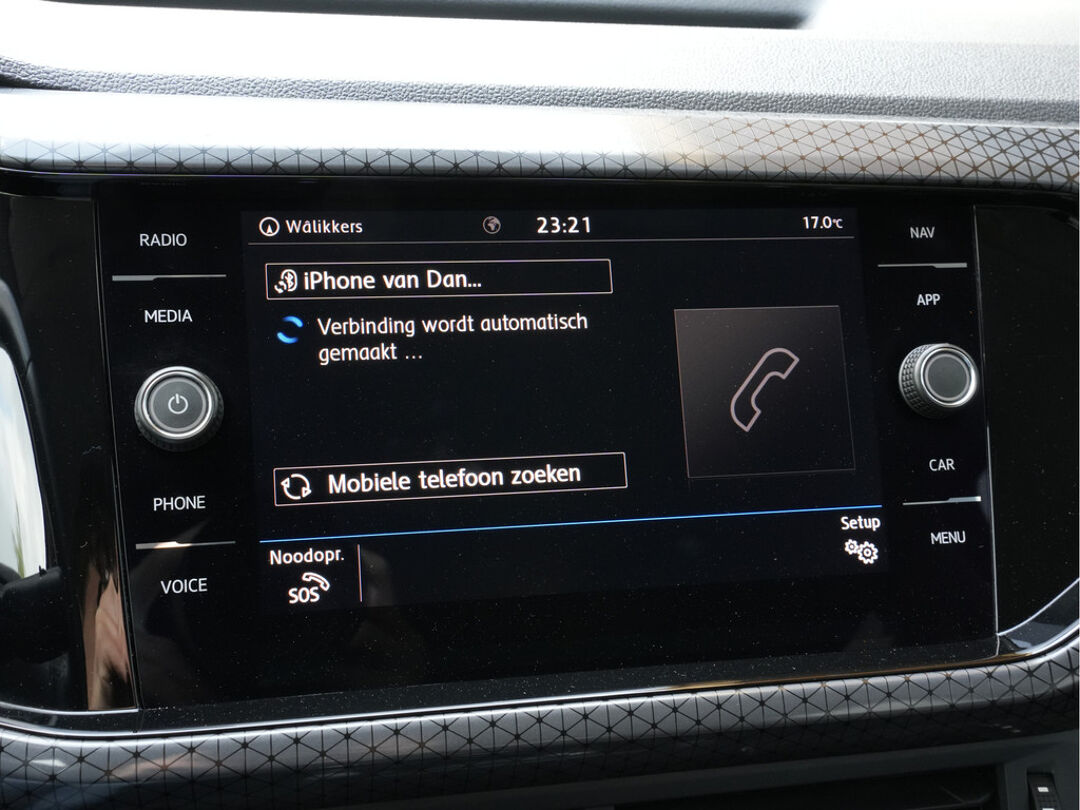 Wâlikkers 23:21 17.0°C
RADIO
MEDIA
PHONE
VOICE
iPhone van Dan...
Verbinding wordt automatisch
gemaakt ...
Mobiele telefoon zoeken
Noodopr.
SOS
Setup
NAV
APP
CAR
MENU